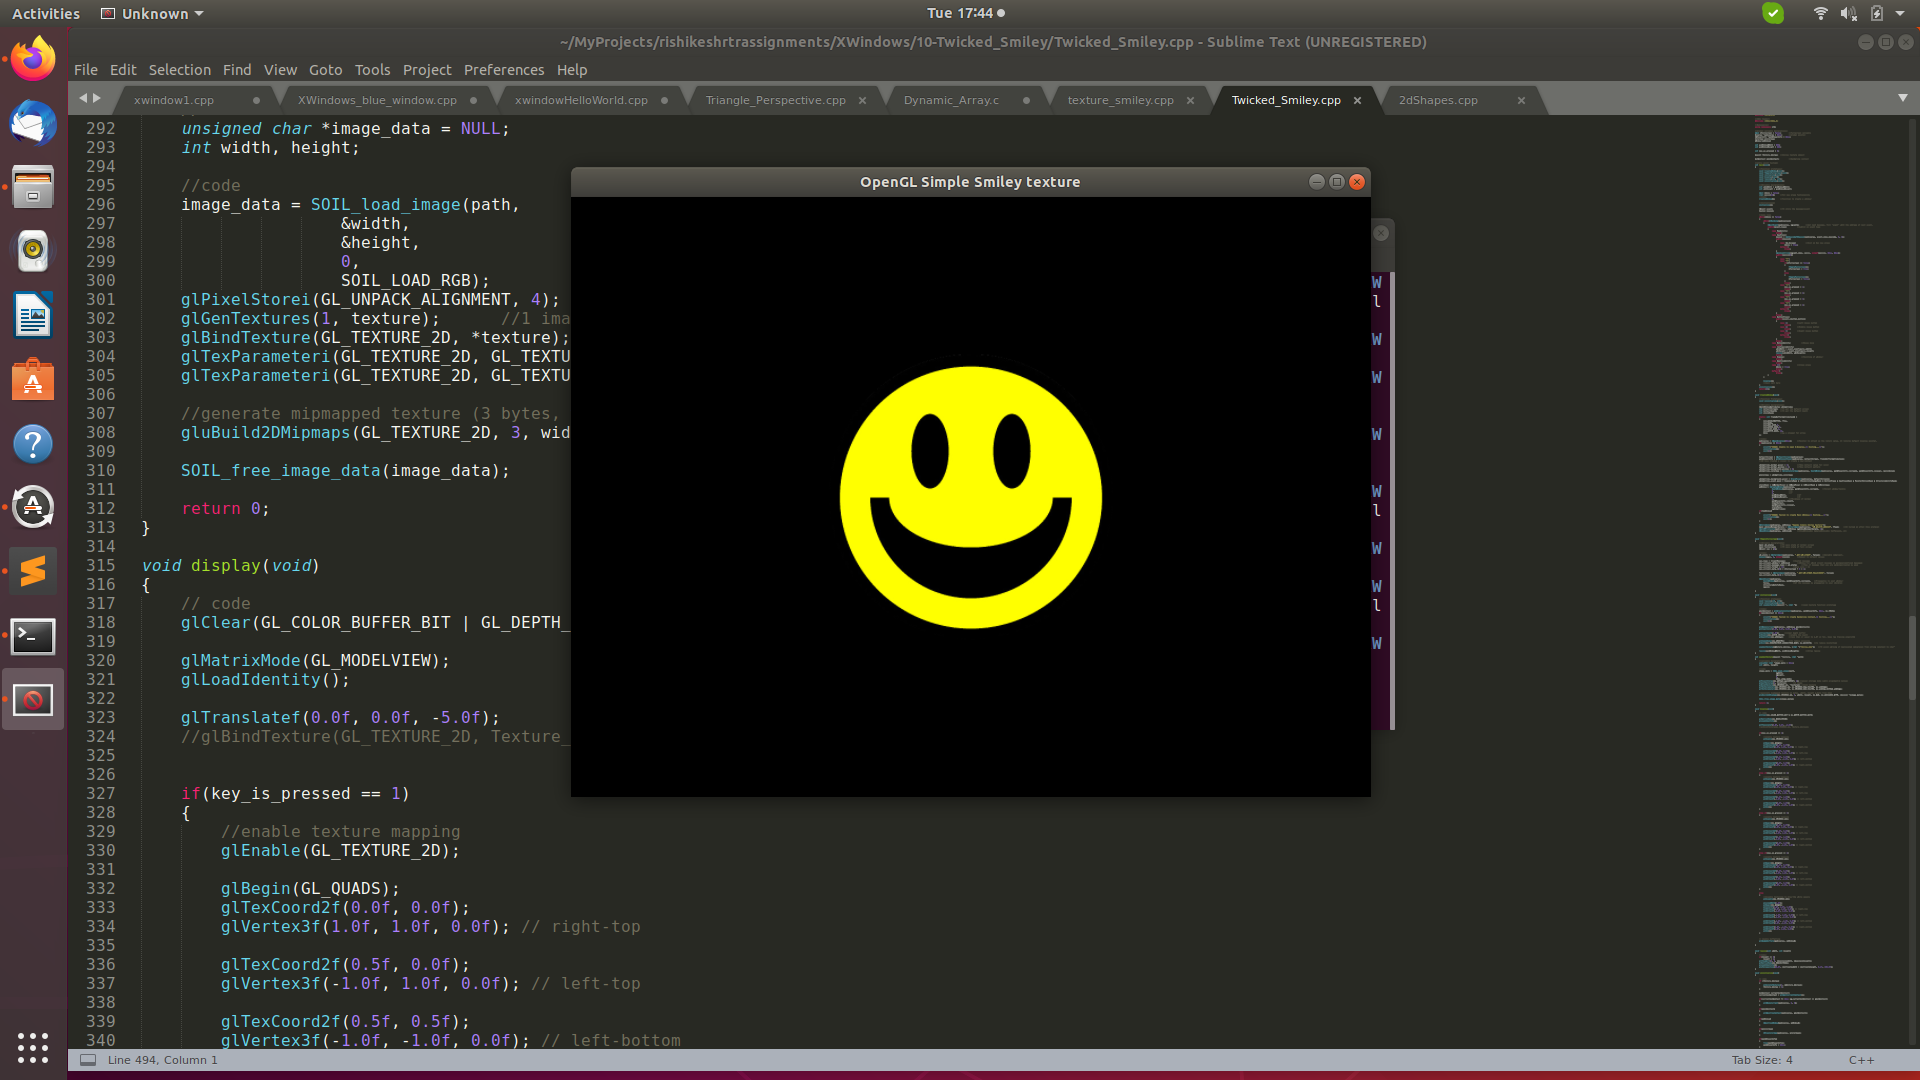 Activities Unknown Tue 17:44
~/MyProjects/rishikeshrtrassignments/XWindows/10-Twicked_Smiley/Twicked_Smiley.cpp - Sublime Text (UNREGISTERED)
File Edit Selection Find View Goto Tools Project Preferences Help
xwindow1.cpp XWindows_blue_window.cpp xwindowHelloWorld.cpp Triangle_Perspective.cpp Dynamic_Array.c texture_smiley.cpp Twicked_Smiley.cpp 2dShapes.cpp
292 unsigned char *image_data = NULL;
293 int width, height;
294
295 //code
296 image_data = SOIL_load_image(path,
297 &width,
298 &height,
299 0,
300 SOIL_LOAD_RGB);
301 glPixelStorei(GL_UNPACK_ALIGNMENT, 4);
302 glGenTextures(1, texture); //1 ima
303 glBindTexture(GL_TEXTURE_2D, *texture);
304 glTexParameteri(GL_TEXTURE_2D, GL_TEXTU
305 glTexParameteri(GL_TEXTURE_2D, GL_TEXTU
306
307 //generate mipmapped texture (3 bytes,
308 gluBuild2DMipmaps(GL_TEXTURE_2D, 3, wid
309
310 SOIL_free_image_data(image_data);
311
312 return 0;
313 }
314
315 void display(void)
316 {
317 // code
318 glClear(GL_COLOR_BUFFER_BIT | GL_DEPTH_
319
320 glMatrixMode(GL_MODELVIEW);
321 glLoadIdentity();
322
323 glTranslatef(0.0f, 0.0f, -5.0f);
324 //glBindTexture(GL_TEXTURE_2D, Texture_
325
326
327 if(key_is_pressed == 1)
328 {
329 //enable texture mapping
330 glEnable(GL_TEXTURE_2D);
331
332 glBegin(GL_QUADS);
333 glTexCoord2f(0.0f, 0.0f);
334 glVertex3f(1.0f, 1.0f, 0.0f); // right-top
335
336 glTexCoord2f(0.5f, 0.0f);
337 glVertex3f(-1.0f, 1.0f, 0.0f); // left-top
338
339 glTexCoord2f(0.5f, 0.5f);
340 glVertex3f(-1.0f, -1.0f, 0.0f); // left-bottom
OpenGL Simple Smiley texture
W
l
W
W
W
W
l
W
W
l
W
Line 494, Column 1 Tab Size: 4 C++